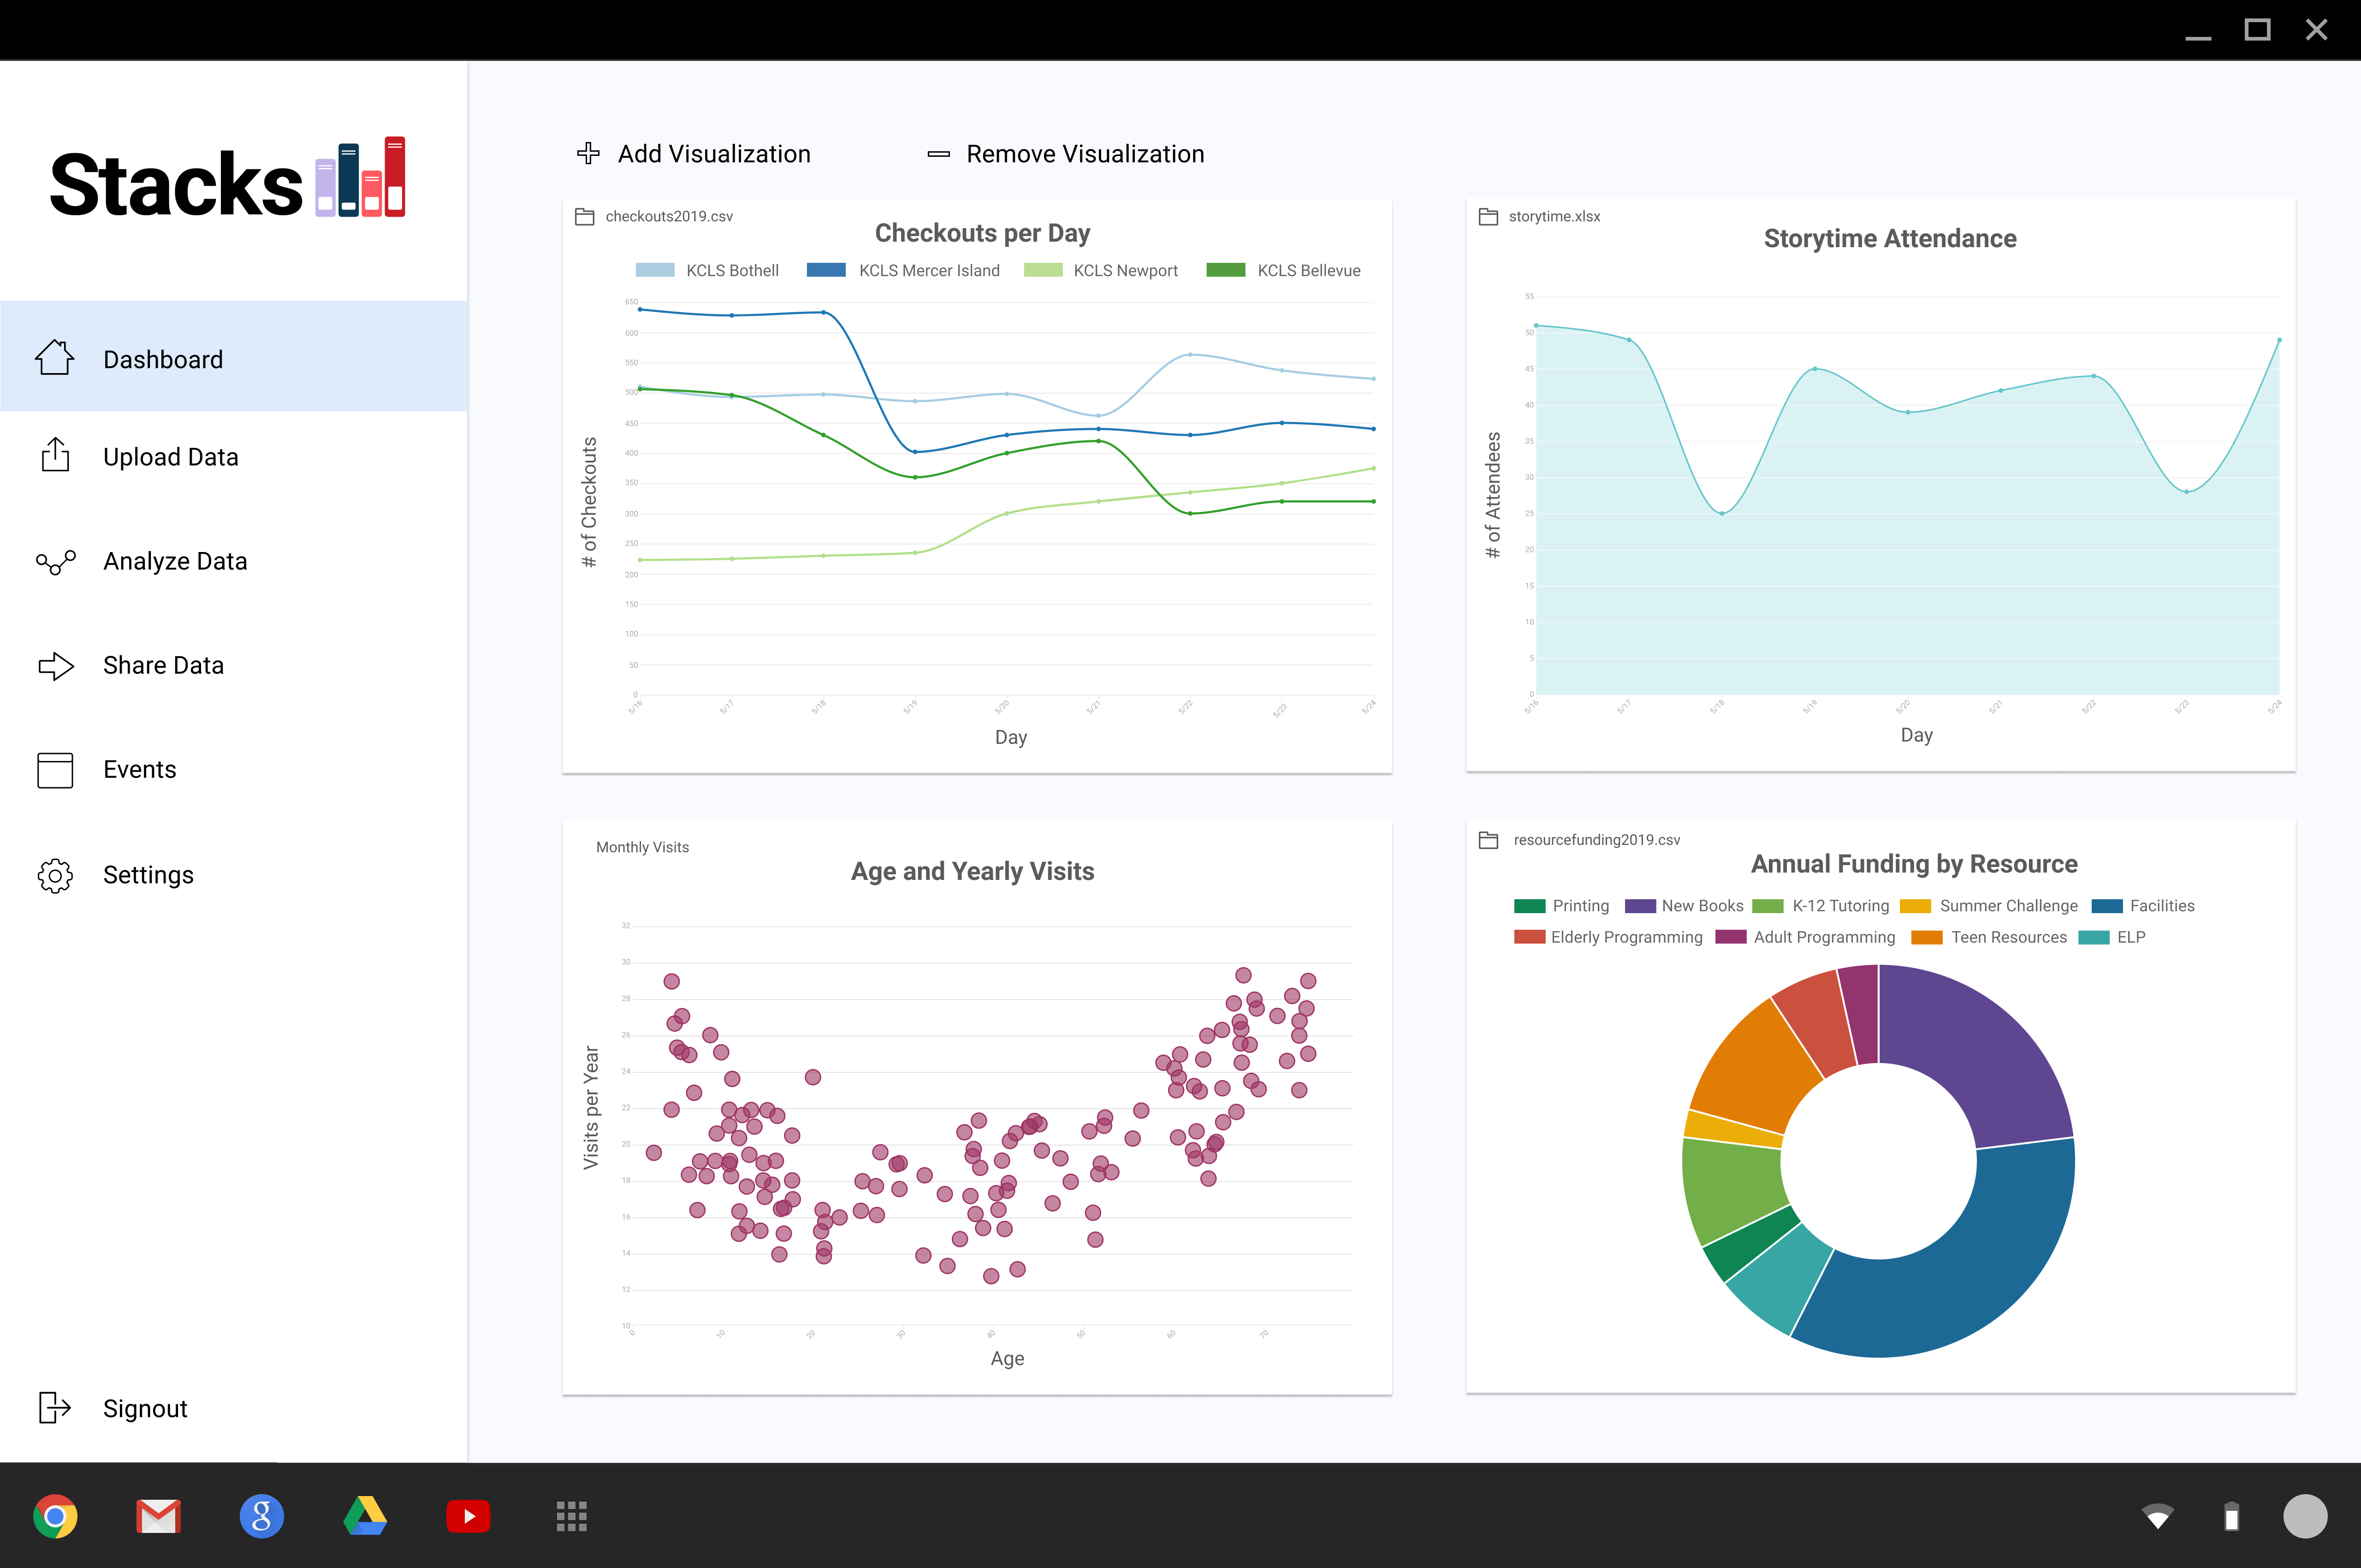 Stacks
Dashboard
Upload Data
Analyze Data
Share Data
Events
Settings
Signout
Add Visualization
Remove Visualization
checkouts2019.csv
Checkouts per Day
KCLS Bothell KCLS Mercer Island KCLS Newport KCLS Bellevue
650
600
550
500
450
400
350
300
250
200
150
100
50
0
# of Checkouts
5/16 5/17 5/18 5/19 5/20 5/21 5/22 5/23 5/24
Day
storytime.xlsx
Storytime Attendance
55
50
45
40
35
30
25
20
15
10
5
0
# of Attendees
5/16 5/17 5/18 5/19 5/20 5/21 5/22 5/23 5/24
Day
Monthly Visits
Age and Yearly Visits
32
30
28
26
24
22
20
18
16
14
12
10
Visits per Year
0 10 20 30 40 50 60 70
Age
resourcefunding2019.csv
Annual Funding by Resource
Printing New Books K-12 Tutoring Summer Challenge Facilities
Elderly Programming Adult Programming Teen Resources ELP
g